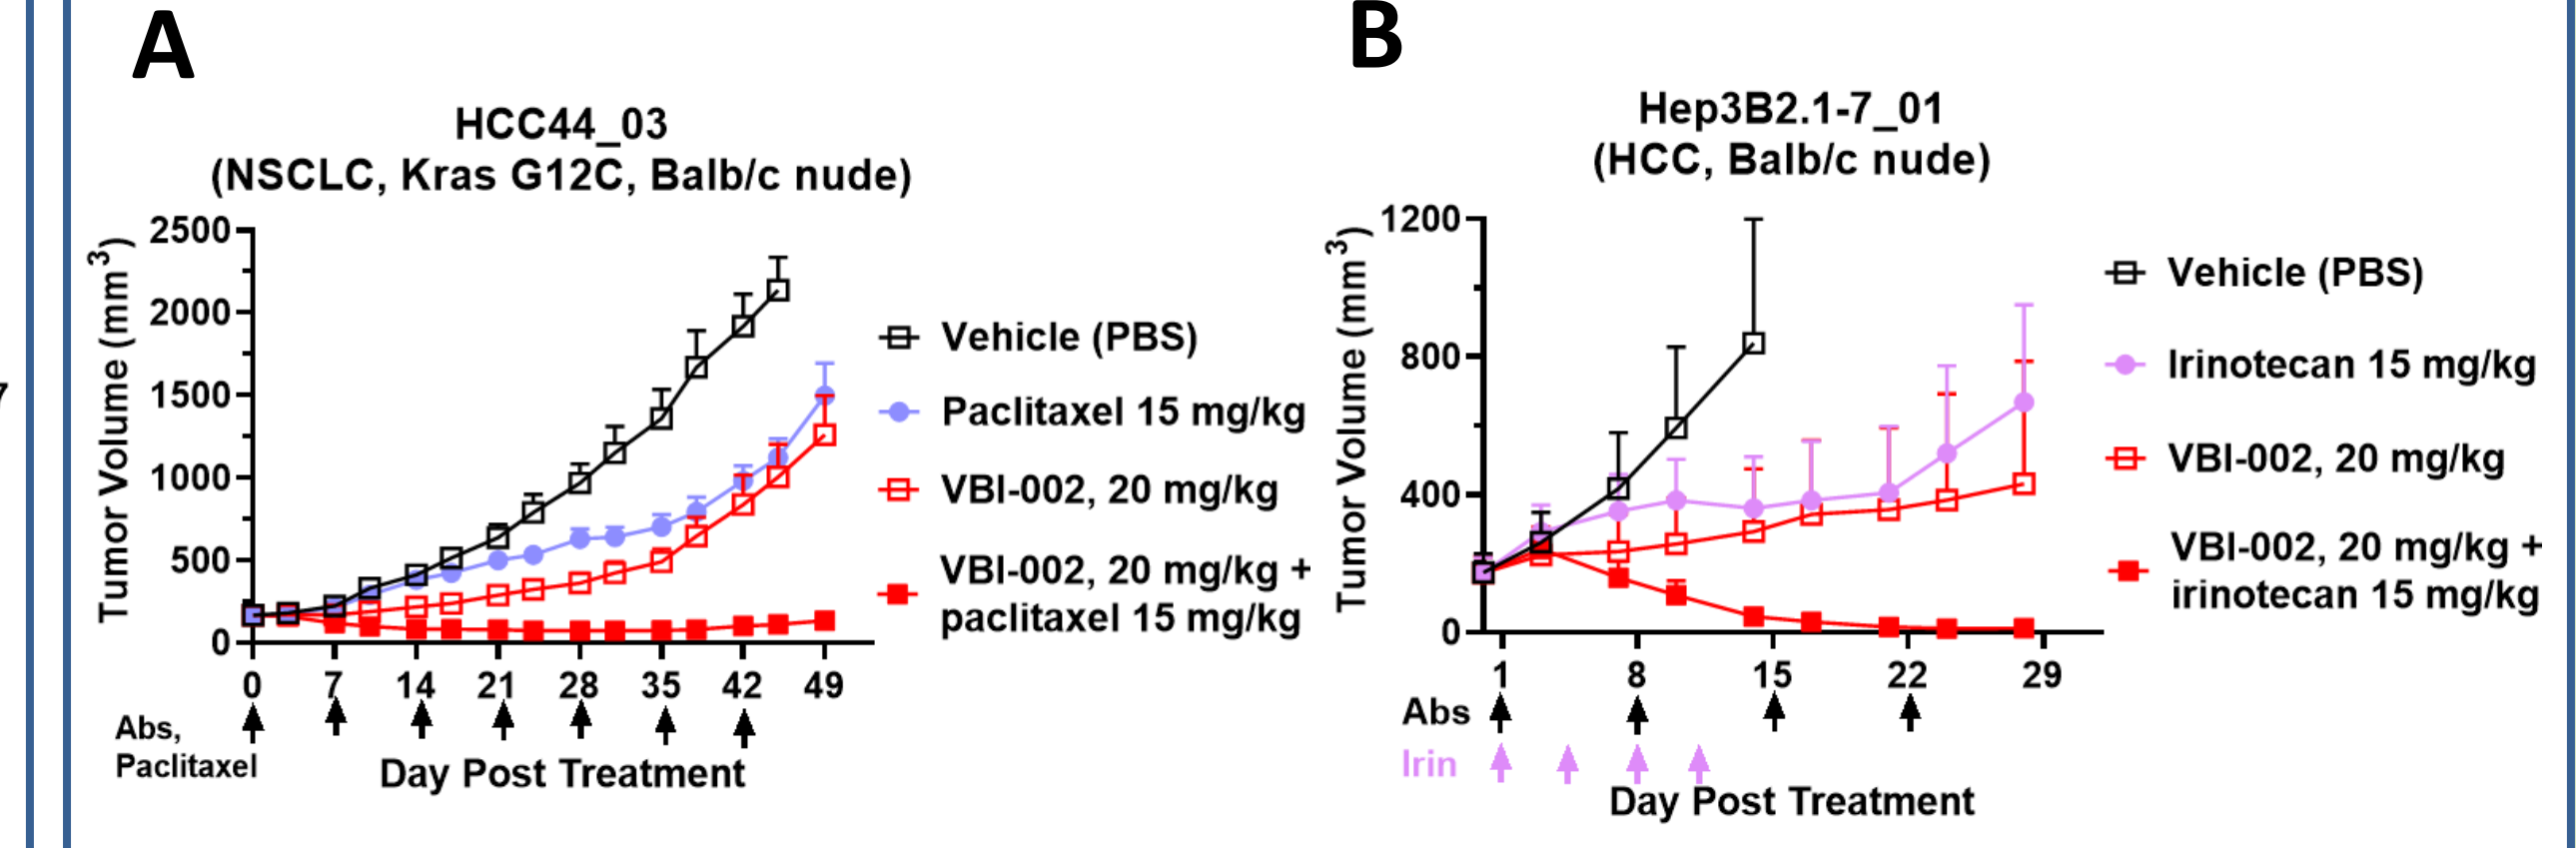 A
HCC44_03
(NSCLC, Kras G12C, Balb/c nude)
Tumor Volume (mm³)
2500
2000
1500
1000
500
0
0 7 14 21 28 35 42 49
Abs,
Paclitaxel
Day Post Treatment
Vehicle (PBS)
Paclitaxel 15 mg/kg
VBI-002, 20 mg/kg
VBI-002, 20 mg/kg +
paclitaxel 15 mg/kg
B
Hep3B2.1-7_01
(HCC, Balb/c nude)
Tumor Volume (mm³)
1200
800
400
0
1 8 15 22 29
Abs
Irin
Day Post Treatment
Vehicle (PBS)
Irinotecan 15 mg/kg
VBI-002, 20 mg/kg
VBI-002, 20 mg/kg +
irinotecan 15 mg/kg